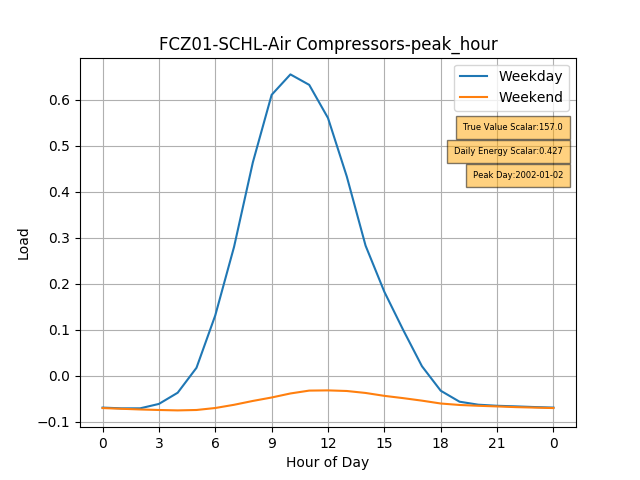 FCZ01-SCHL-Air Compressors-peak_hour
Weekday
Weekend
True Value Scalar:157.0
Daily Energy Scalar:0.427
Peak Day:2002-01-02
Load
0.6
0.5
0.4
0.3
0.2
0.1
0.0
−0.1
0 3 6 9 12 15 18 21 0
Hour of Day